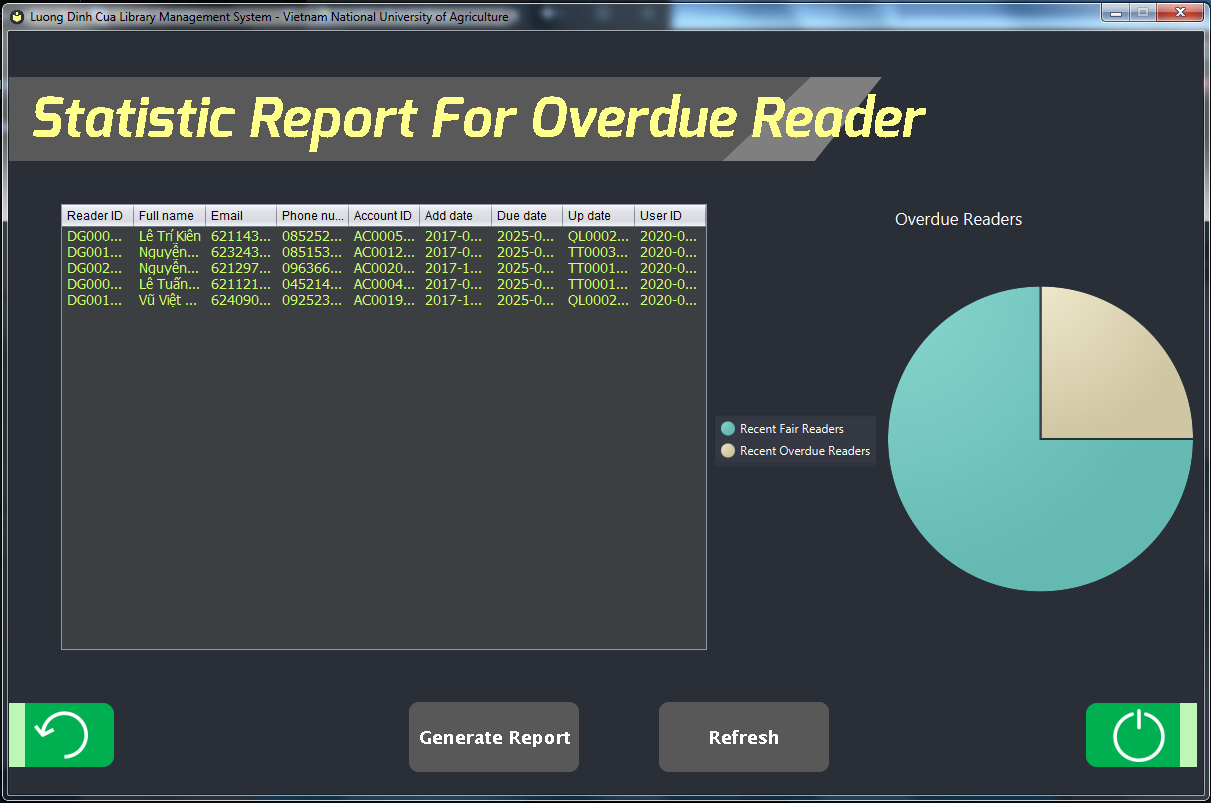 Luong Dinh Cua Library Management System - Vietnam National University of Agriculture
Statistic Report For Overdue Reader
Reader ID Full name Email Phone nu... Account ID Add date Due date Up date User ID
DG000... Lê Trí Kiên 621143... 085252... AC0005... 2017-0... 2025-0... QL0002... 2020-0...
DG001... Nguyễn... 623243... 085153... AC0012... 2017-0... 2025-0... TT0003... 2020-0...
DG002... Nguyễn... 621297... 096366... AC0020... 2017-1... 2025-0... TT0001... 2020-0...
DG000... Lê Tuấn... 621121... 045214... AC0004... 2017-0... 2025-0... TT0001... 2020-0...
DG001... Vũ Việt ... 624090... 092523... AC0019... 2017-1... 2025-0... QL0002... 2020-0...
Overdue Readers
Recent Fair Readers
Recent Overdue Readers
Generate Report
Refresh